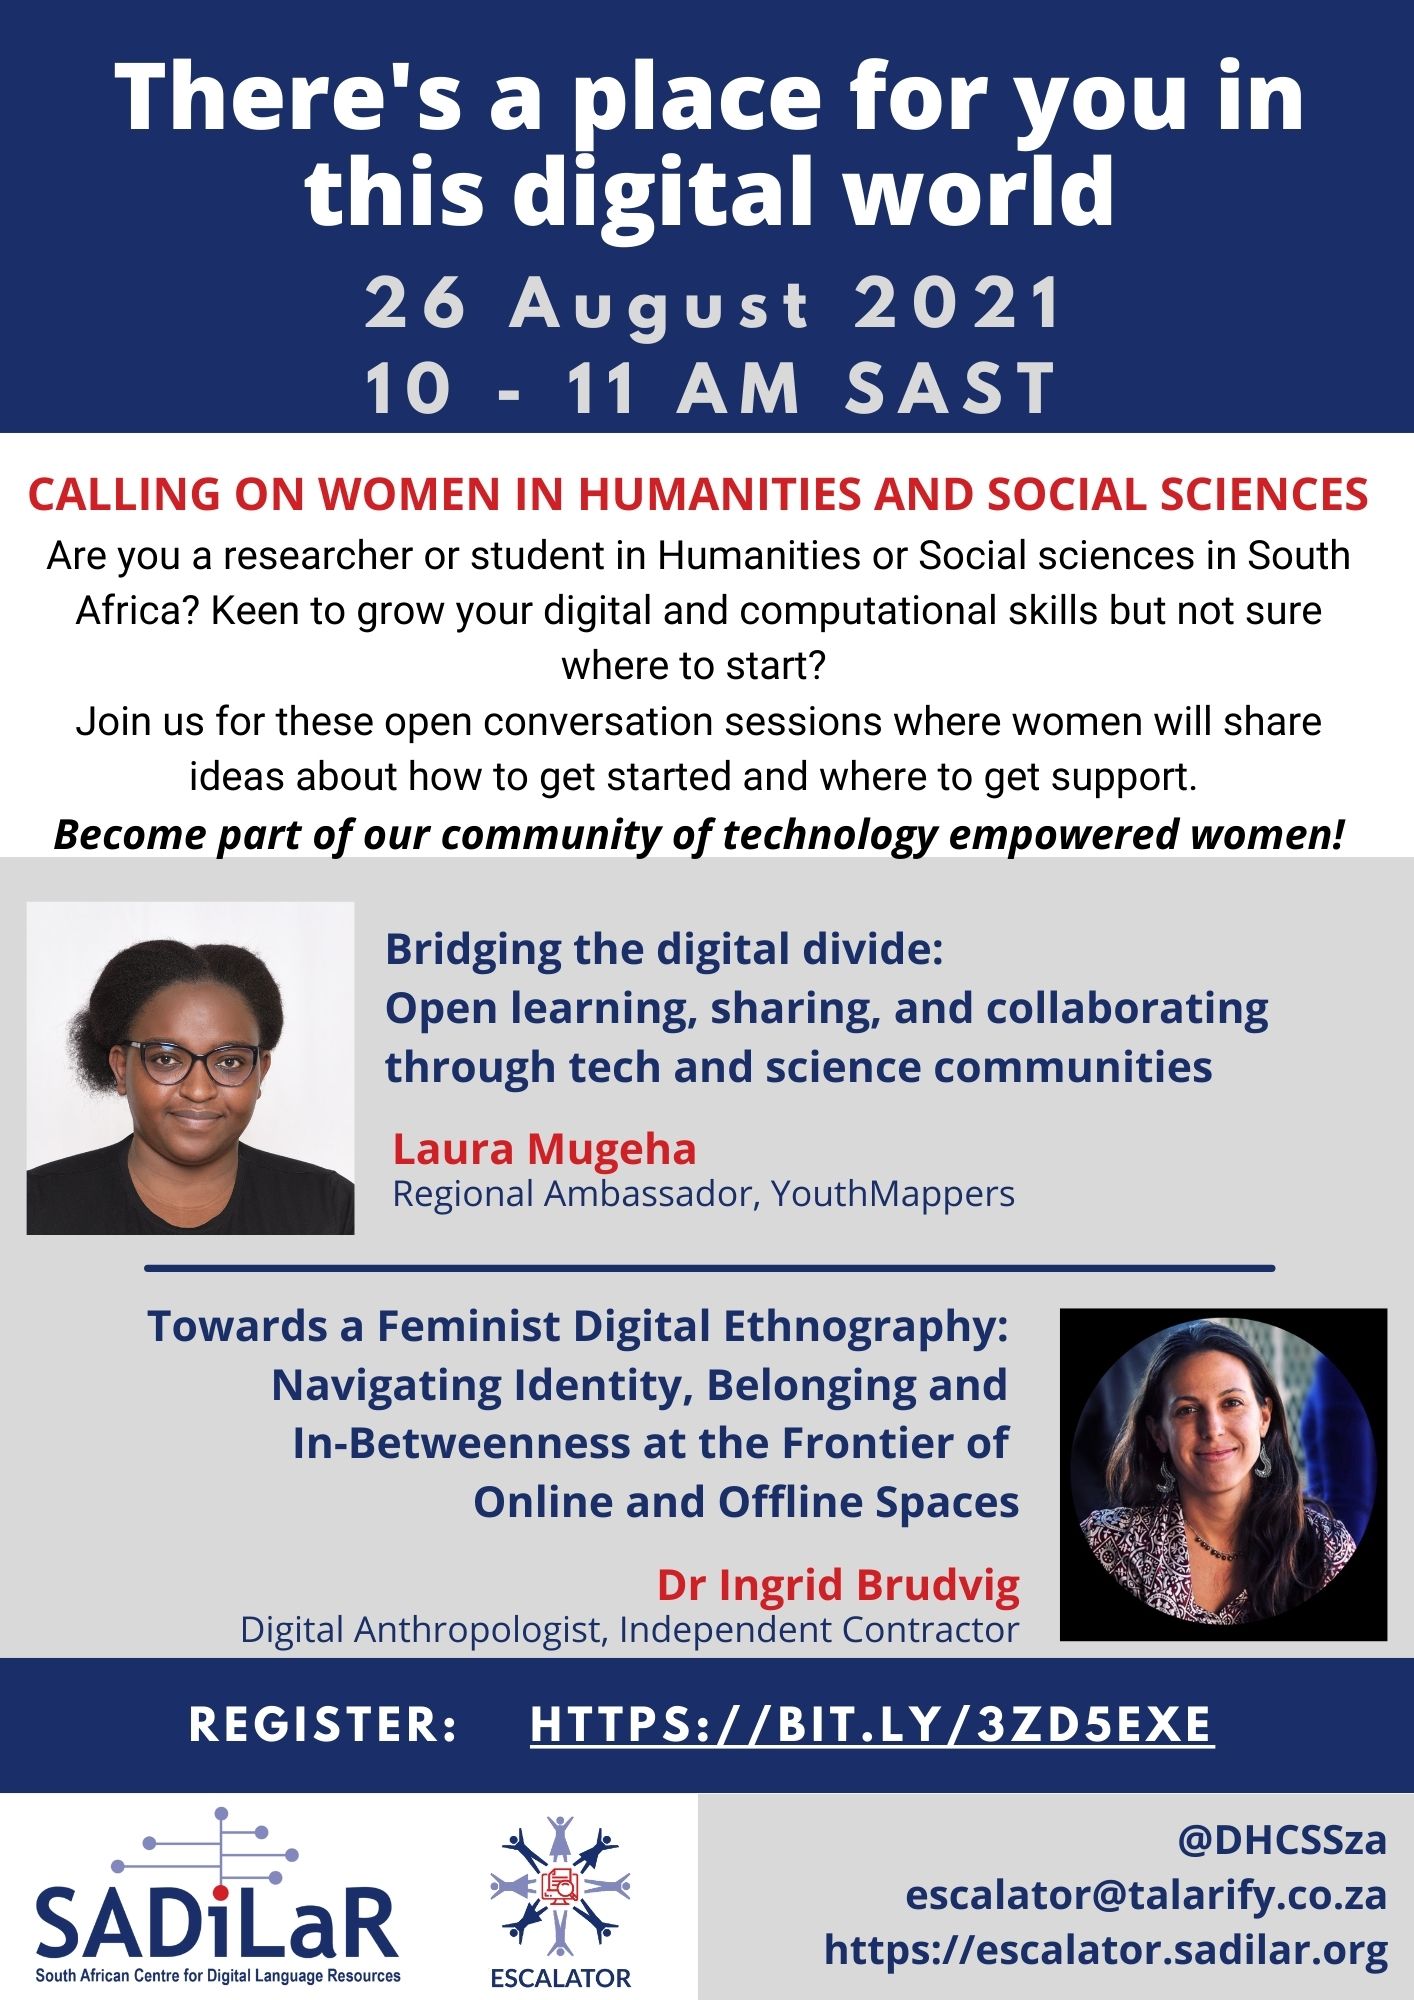 There's a place for you in
this digital world
26 August 2021
10 - 11 AM SAST
CALLING ON WOMEN IN HUMANITIES AND SOCIAL SCIENCES
Are you a researcher or student in Humanities or Social sciences in South
Africa? Keen to grow your digital and computational skills but not sure
where to start?
Join us for these open conversation sessions where women will share
ideas about how to get started and where to get support.
Become part of our community of technology empowered women!
Bridging the digital divide:
Open learning, sharing, and collaborating
through tech and science communities
Laura Mugeha
Regional Ambassador, YouthMappers
Towards a Feminist Digital Ethnography:
Navigating Identity, Belonging and
In-Betweenness at the Frontier of
Online and Offline Spaces
Dr Ingrid Brudvig
Digital Anthropologist, Independent Contractor
REGISTER: HTTPS://BIT.LY/3ZD5EXE
SADiLaR
South African Centre for Digital Language Resources
ESCALATOR
@DHCSSza
escalator@talarify.co.za
https://escalator.sadilar.org